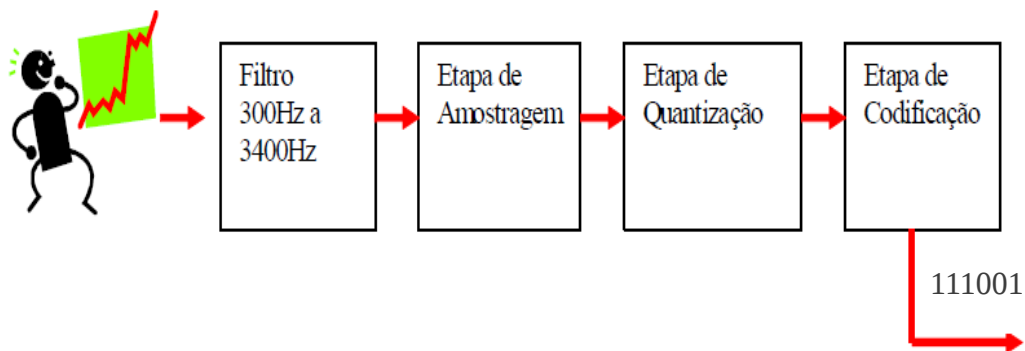 Filtro
300Hz a
3400Hz
Etapa de
Amostragem
Etapa de
Quantização
Etapa de
Codificação
111001